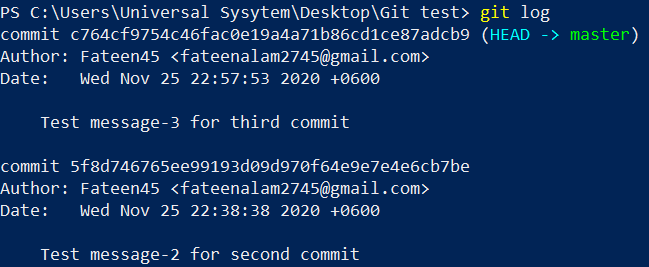 PS C:\Users\Universal Sysytem\Desktop\Git test> git log
commit c764cf9754c46fac0e19a4a71b86cd1ce87adcb9 (HEAD -> master)
Author: Fateen45 <fateenalam2745@gmail.com>
Date:   Wed Nov 25 22:57:53 2020 +0600
    Test message-3 for third commit
commit 5f8d746765ee99193d09d970f64e9e7e4e6cb7be
Author: Fateen45 <fateenalam2745@gmail.com>
Date:   Wed Nov 25 22:38:38 2020 +0600
    Test message-2 for second commit